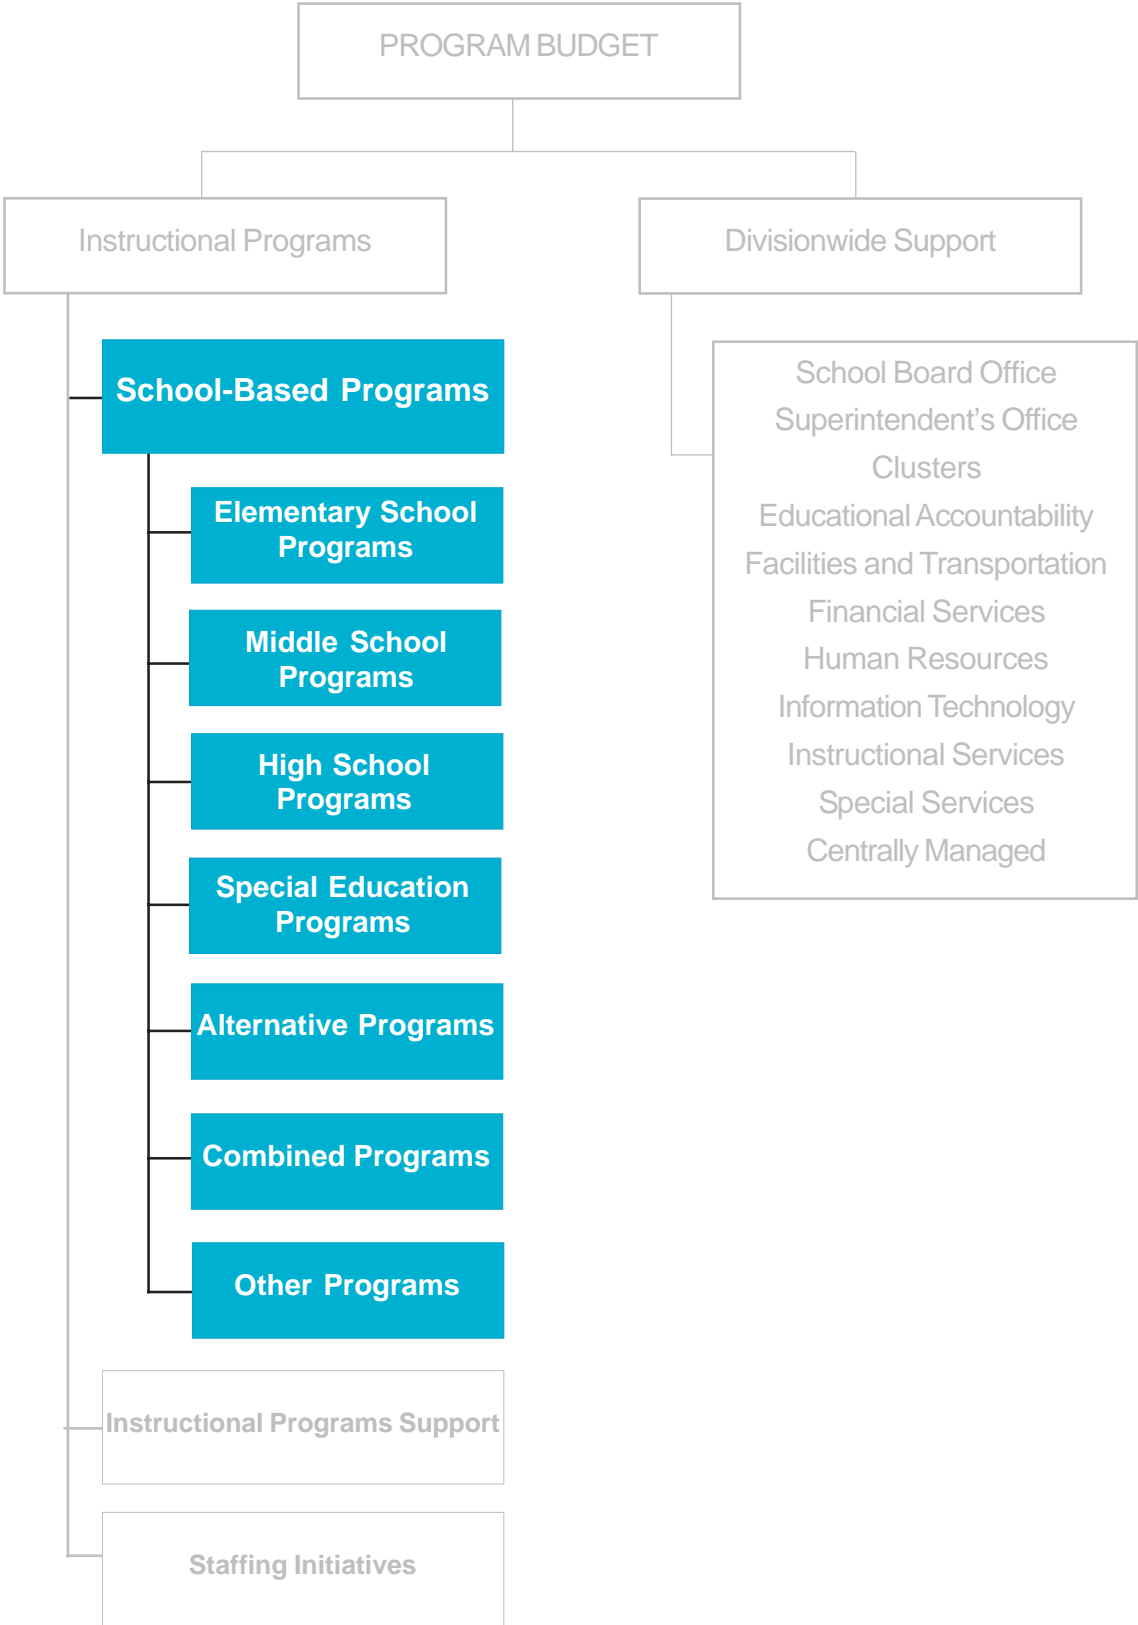 PROGRAM BUDGET
Instructional Programs
Divisionwide Support
School-Based Programs
Elementary School
Programs
Middle School
Programs
High School
Programs
Special Education
Programs
Alternative Programs
Combined Programs
Other Programs
Instructional Programs Support
Staffing Initiatives
School Board Office
Superintendent’s Office
Clusters
Educational Accountability
Facilities and Transportation
Financial Services
Human Resources
Information Technology
Instructional Services
Special Services
Centrally Managed